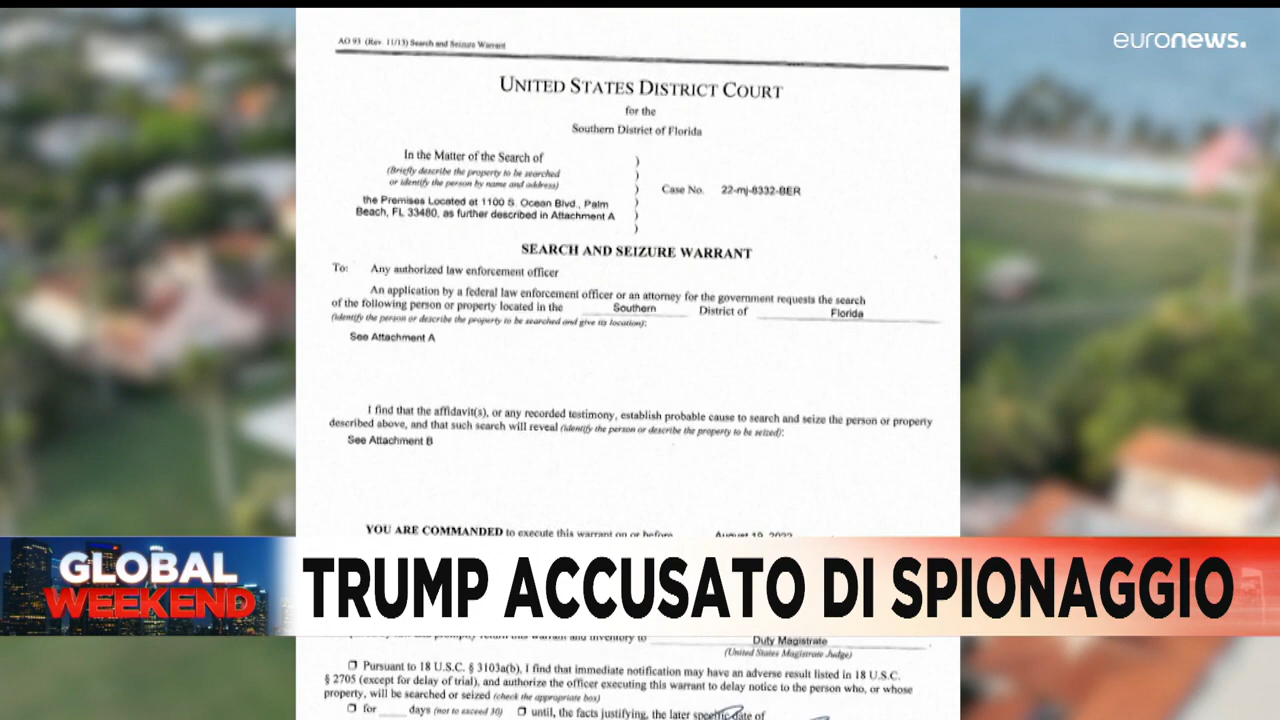 euronews.
AO 93 (Rev. 11/13) Search and Seizure Warrant
UNITED STATES DISTRICT COURT
for the
Southern District of Florida
In the Matter of the Search of
(Briefly describe the property to be searched
or identify the person by name and address)
the Premises Located at 1100 S. Ocean Blvd., Palm
Beach, FL 33480, as further described in Attachment A
)
)
)
)
)
)
Case No. 22-mj-8332-BER
SEARCH AND SEIZURE WARRANT
To: Any authorized law enforcement officer
An application by a federal law enforcement officer or an attorney for the government requests the search
of the following person or property located in the Southern District of Florida
(identify the person or describe the property to be searched and give its location):
See Attachment A
I find that the affidavit(s), or any recorded testimony, establish probable cause to search and seize the person or property
described above, and that such search will reveal (identify the person or describe the property to be seized):
See Attachment B
YOU ARE COMMANDED to execute this warrant on or before August 19, 2022
GLOBAL
WEEKEND
TRUMP ACCUSATO DI SPIONAGGIO
this warrant and inventory to Duty Magistrate
(United States Magistrate Judge)
❒ Pursuant to 18 U.S.C. § 3103a(b), I find that immediate notification may have an adverse result listed in 18 U.S.C.
§ 2705 (except for delay of trial), and authorize the officer executing this warrant to delay notice to the person who, or whose
property, will be searched or seized (check the appropriate box)
❒ for days (not to exceed 30) ❒ until, the facts justifying, the later specific date of